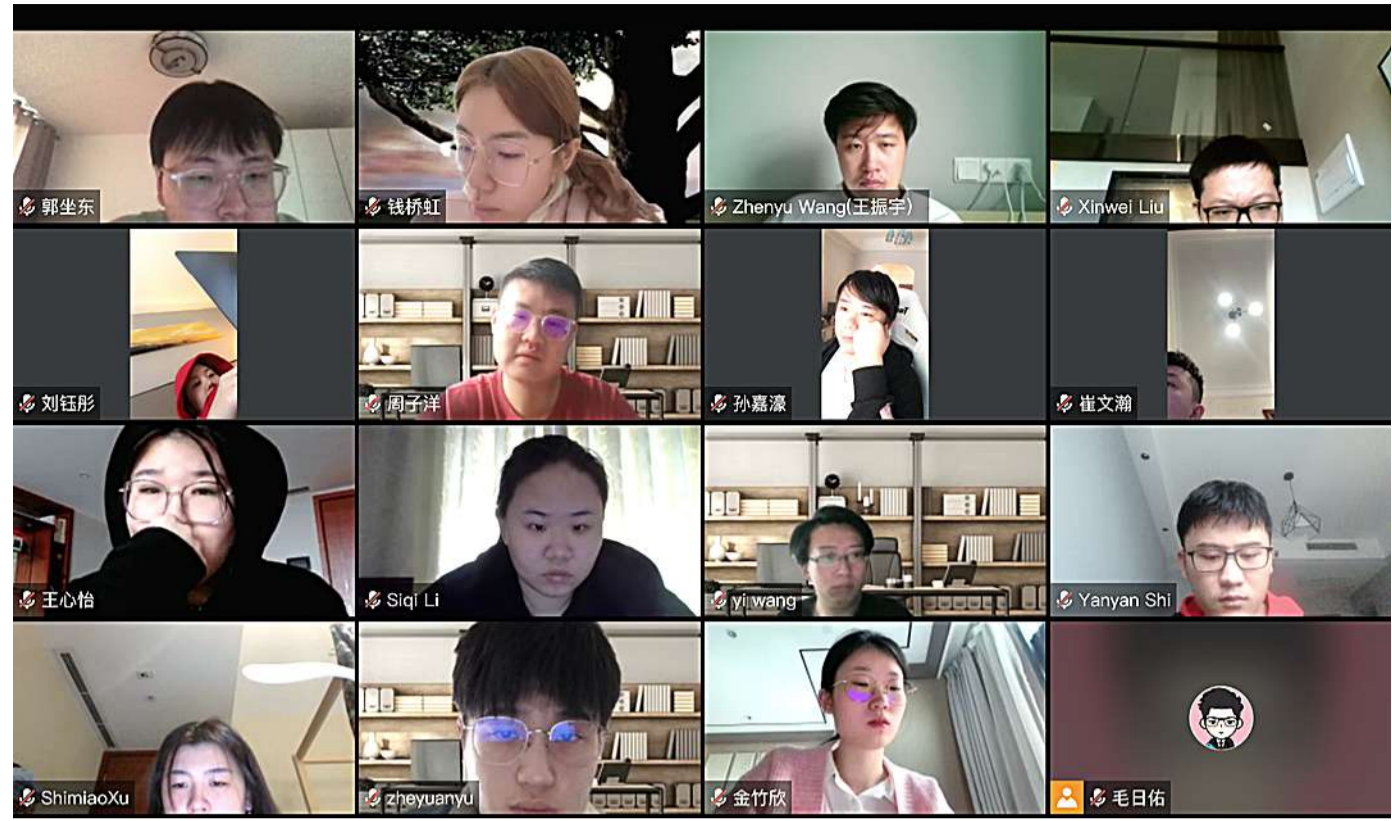 郭坐东
钱桥虹
Zhenyu Wang(王振宇)
Xinwei Liu
刘钰彤
周子洋
孙嘉濠
崔文瀚
王心怡
Siqi Li
yi wang
Yanyan Shi
ShimiaoXu
zheyuanyu
金竹欣
毛日佑